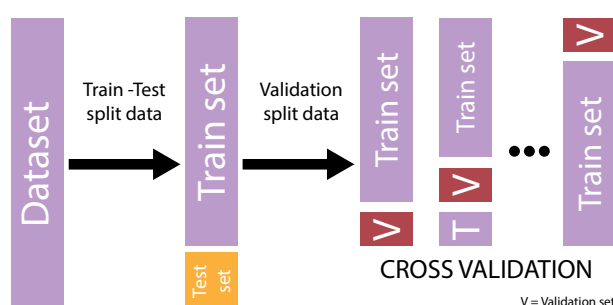 Dataset
Train -Test
split data
Train set
Test
set
Validation
split data
Train set
V
Train set
V
T
V
Train set
CROSS VALIDATION
V = Validation set